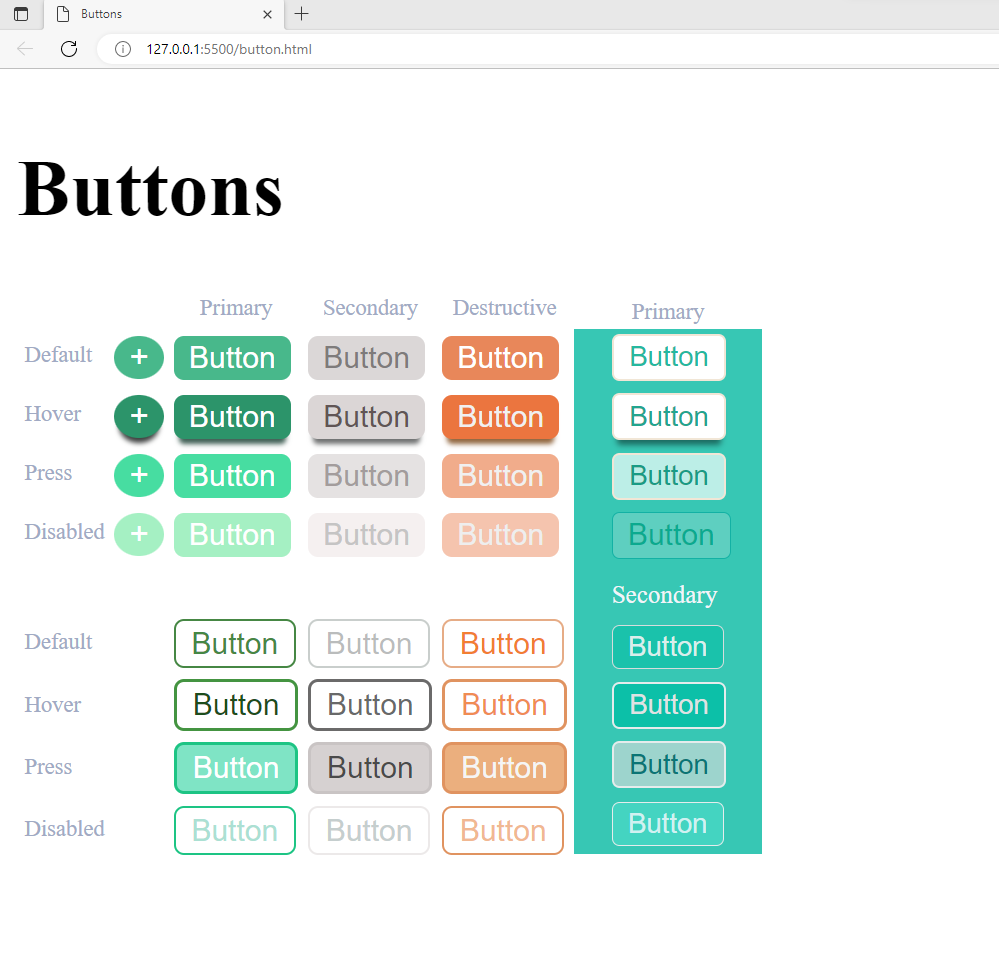 Buttons
127.0.0.1:5500/button.html
Buttons
Primary Secondary Destructive Primary
Default + Button Button Button Button
Hover + Button Button Button Button
Press + Button Button Button Button
Disabled + Button Button Button Button
Secondary
Default Button Button Button Button
Hover Button Button Button Button
Press Button Button Button Button
Disabled Button Button Button Button